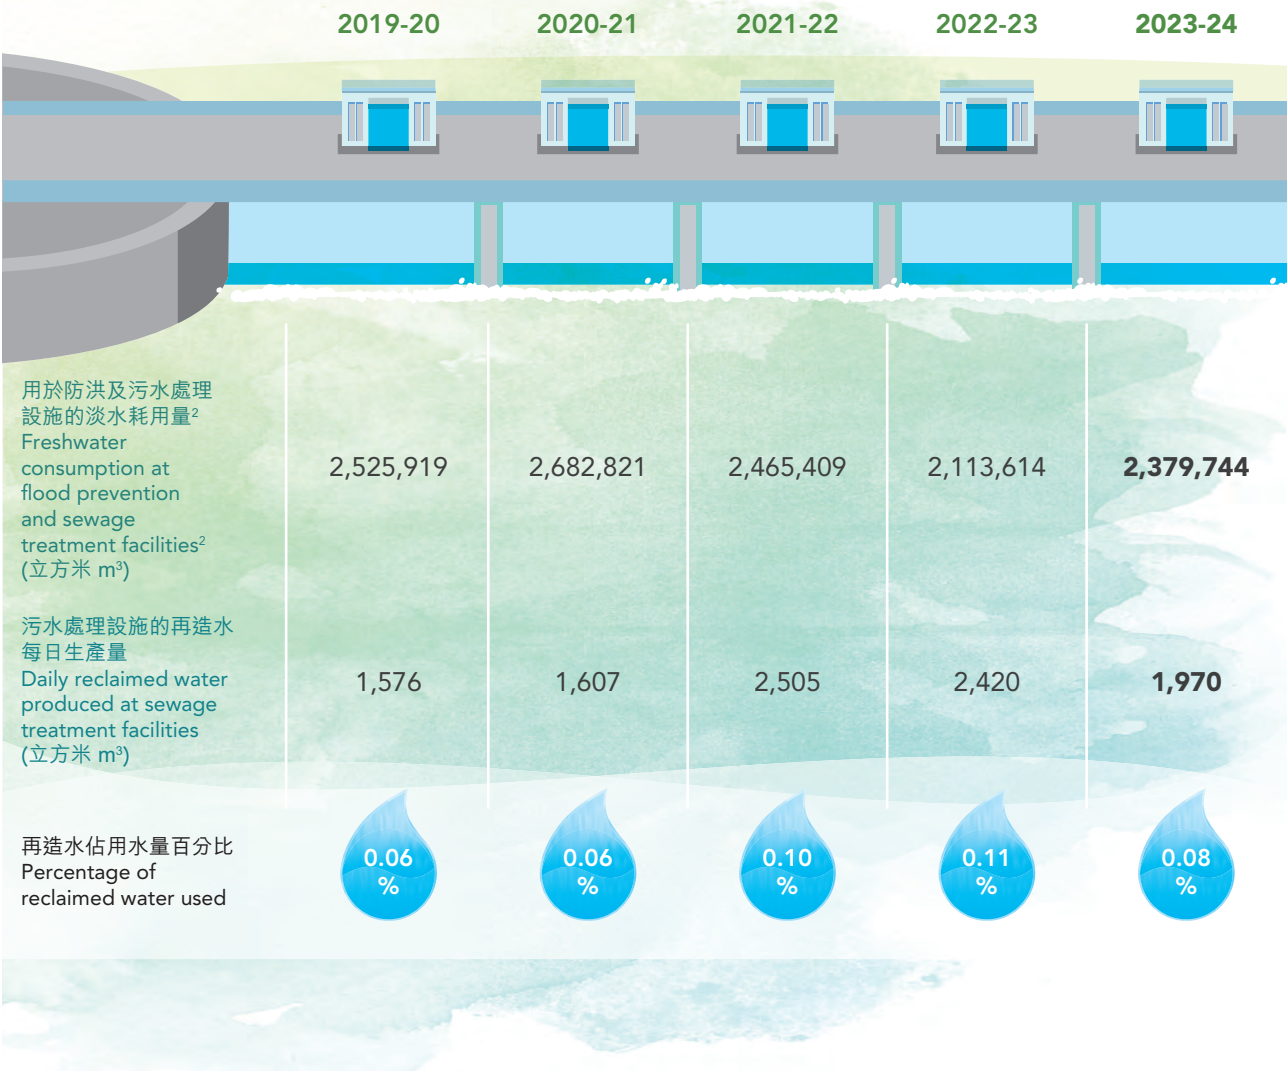 2019-20 2020-21 2021-22 2022-23 2023-24
用於防洪及污水處理
設施的淡水耗用量²
Freshwater
consumption at
flood prevention
and sewage
treatment facilities²
(立方米 m³)
2,525,919 2,682,821 2,465,409 2,113,614 2,379,744
污水處理設施的再造水
每日生產量
Daily reclaimed water
produced at sewage
treatment facilities
(立方米 m³)
1,576 1,607 2,505 2,420 1,970
再造水佔用水量百分比
Percentage of
reclaimed water used
0.06 0.06 0.10 0.11 0.08
% % % % %